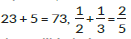 23 + 5 = 73, 1/2 + 1/3 = 2/5